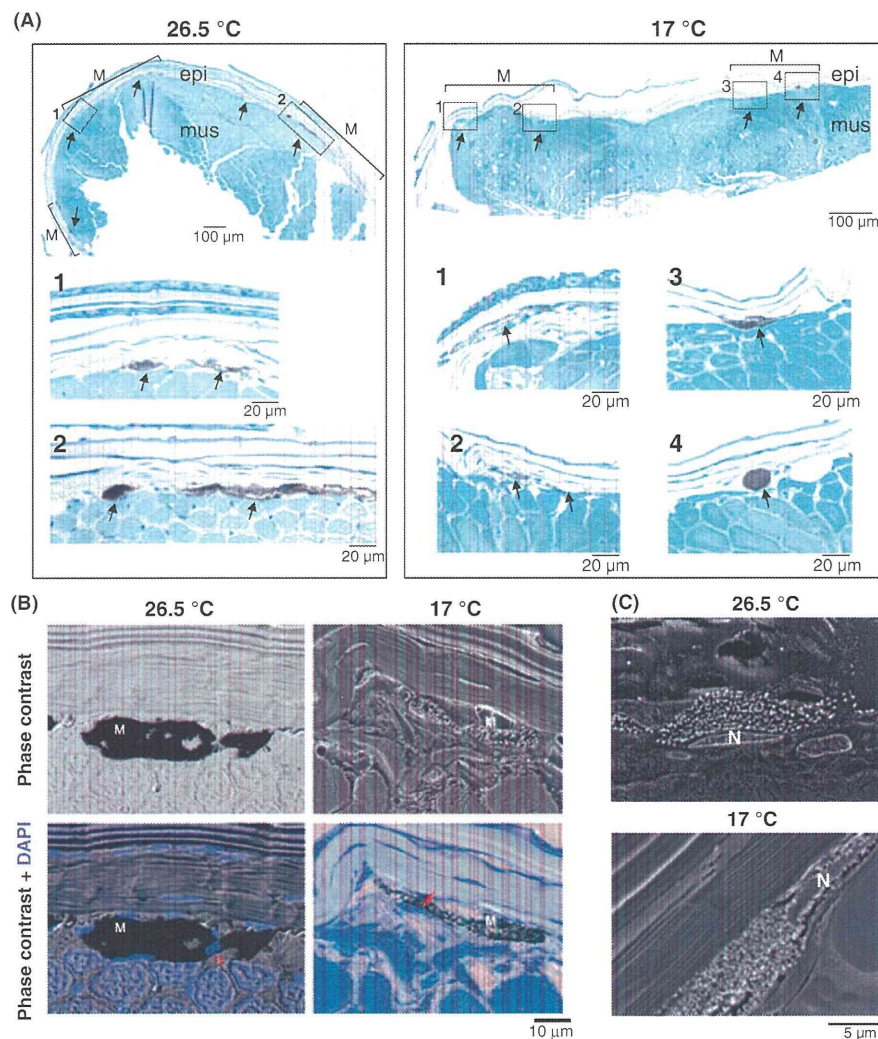 (A)
26.5 °C
17 °C
M
epi
1
2
mus
M
M
100 µm
M
M
epi
1
2
3
4
mus
100 µm
1
20 µm
2
20 µm
1
20 µm
3
20 µm
2
20 µm
4
20 µm
(B)
26.5 °C
17 °C
Phase contrast
M
M
Phase contrast + DAPI
M
M
10 µm
(C)
26.5 °C
N
17 °C
N
5 µm